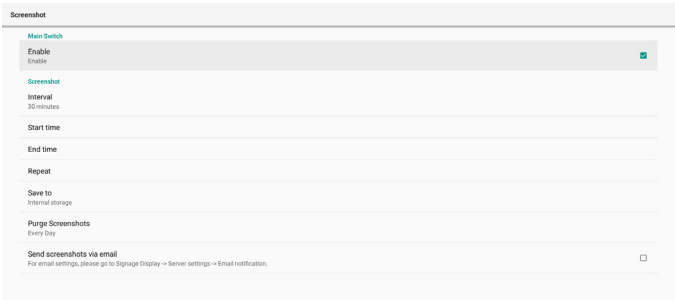 Screenshot
Main Switch
Enable
Enable
Screenshot
Interval
30 minutes
Start time
End time
Repeat
Save to
Internal storage
Purge Screenshots
Every Day
Send screenshots via email
For email settings, please go to Signage Display -> Server settings -> Email notification.